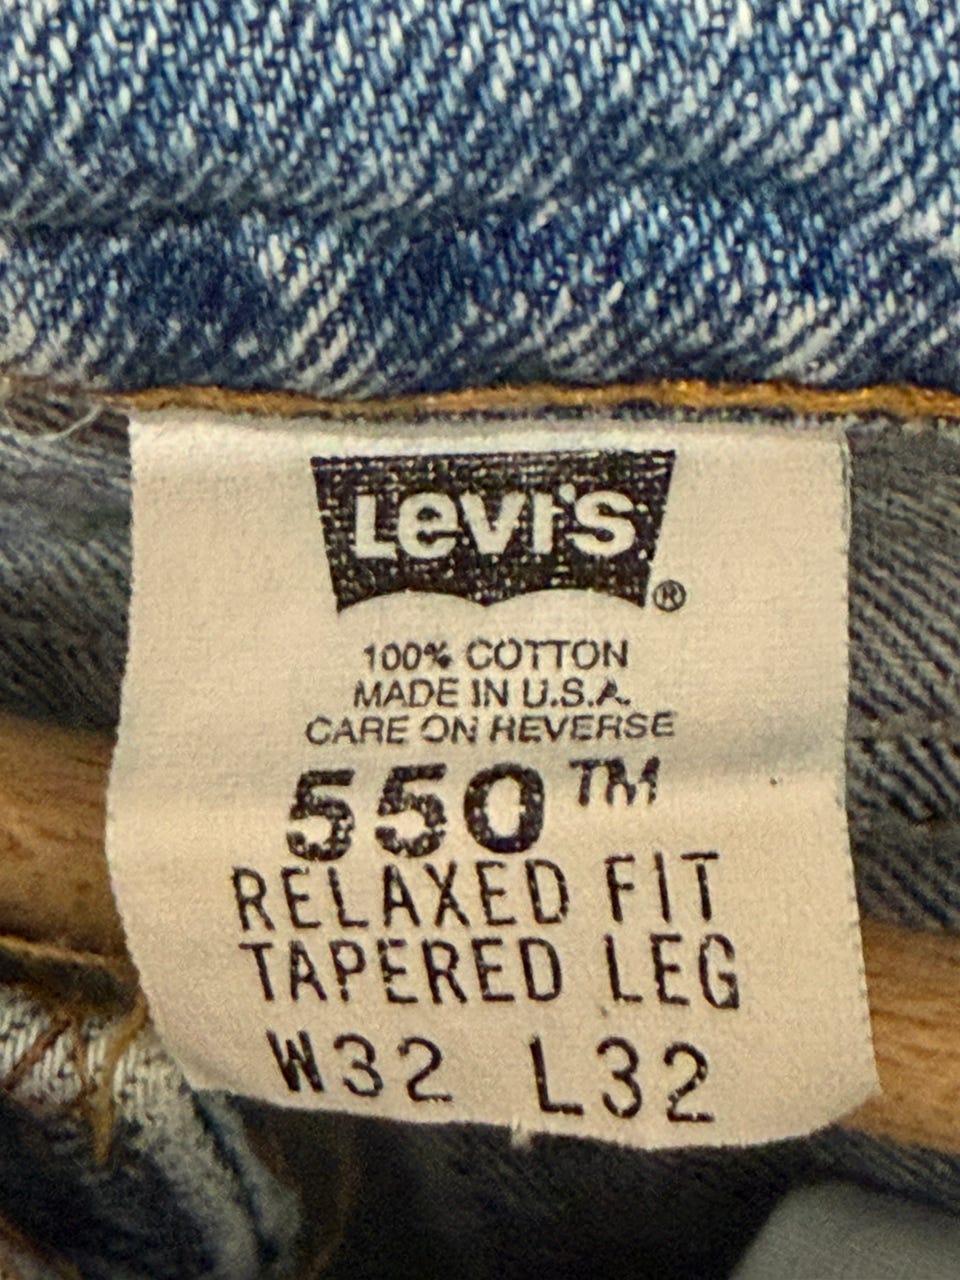 Levi's ®
100% COTTON
MADE IN U.S.A.
CARE ON REVERSE
550™
RELAXED FIT
TAPERED LEG
W32 L32